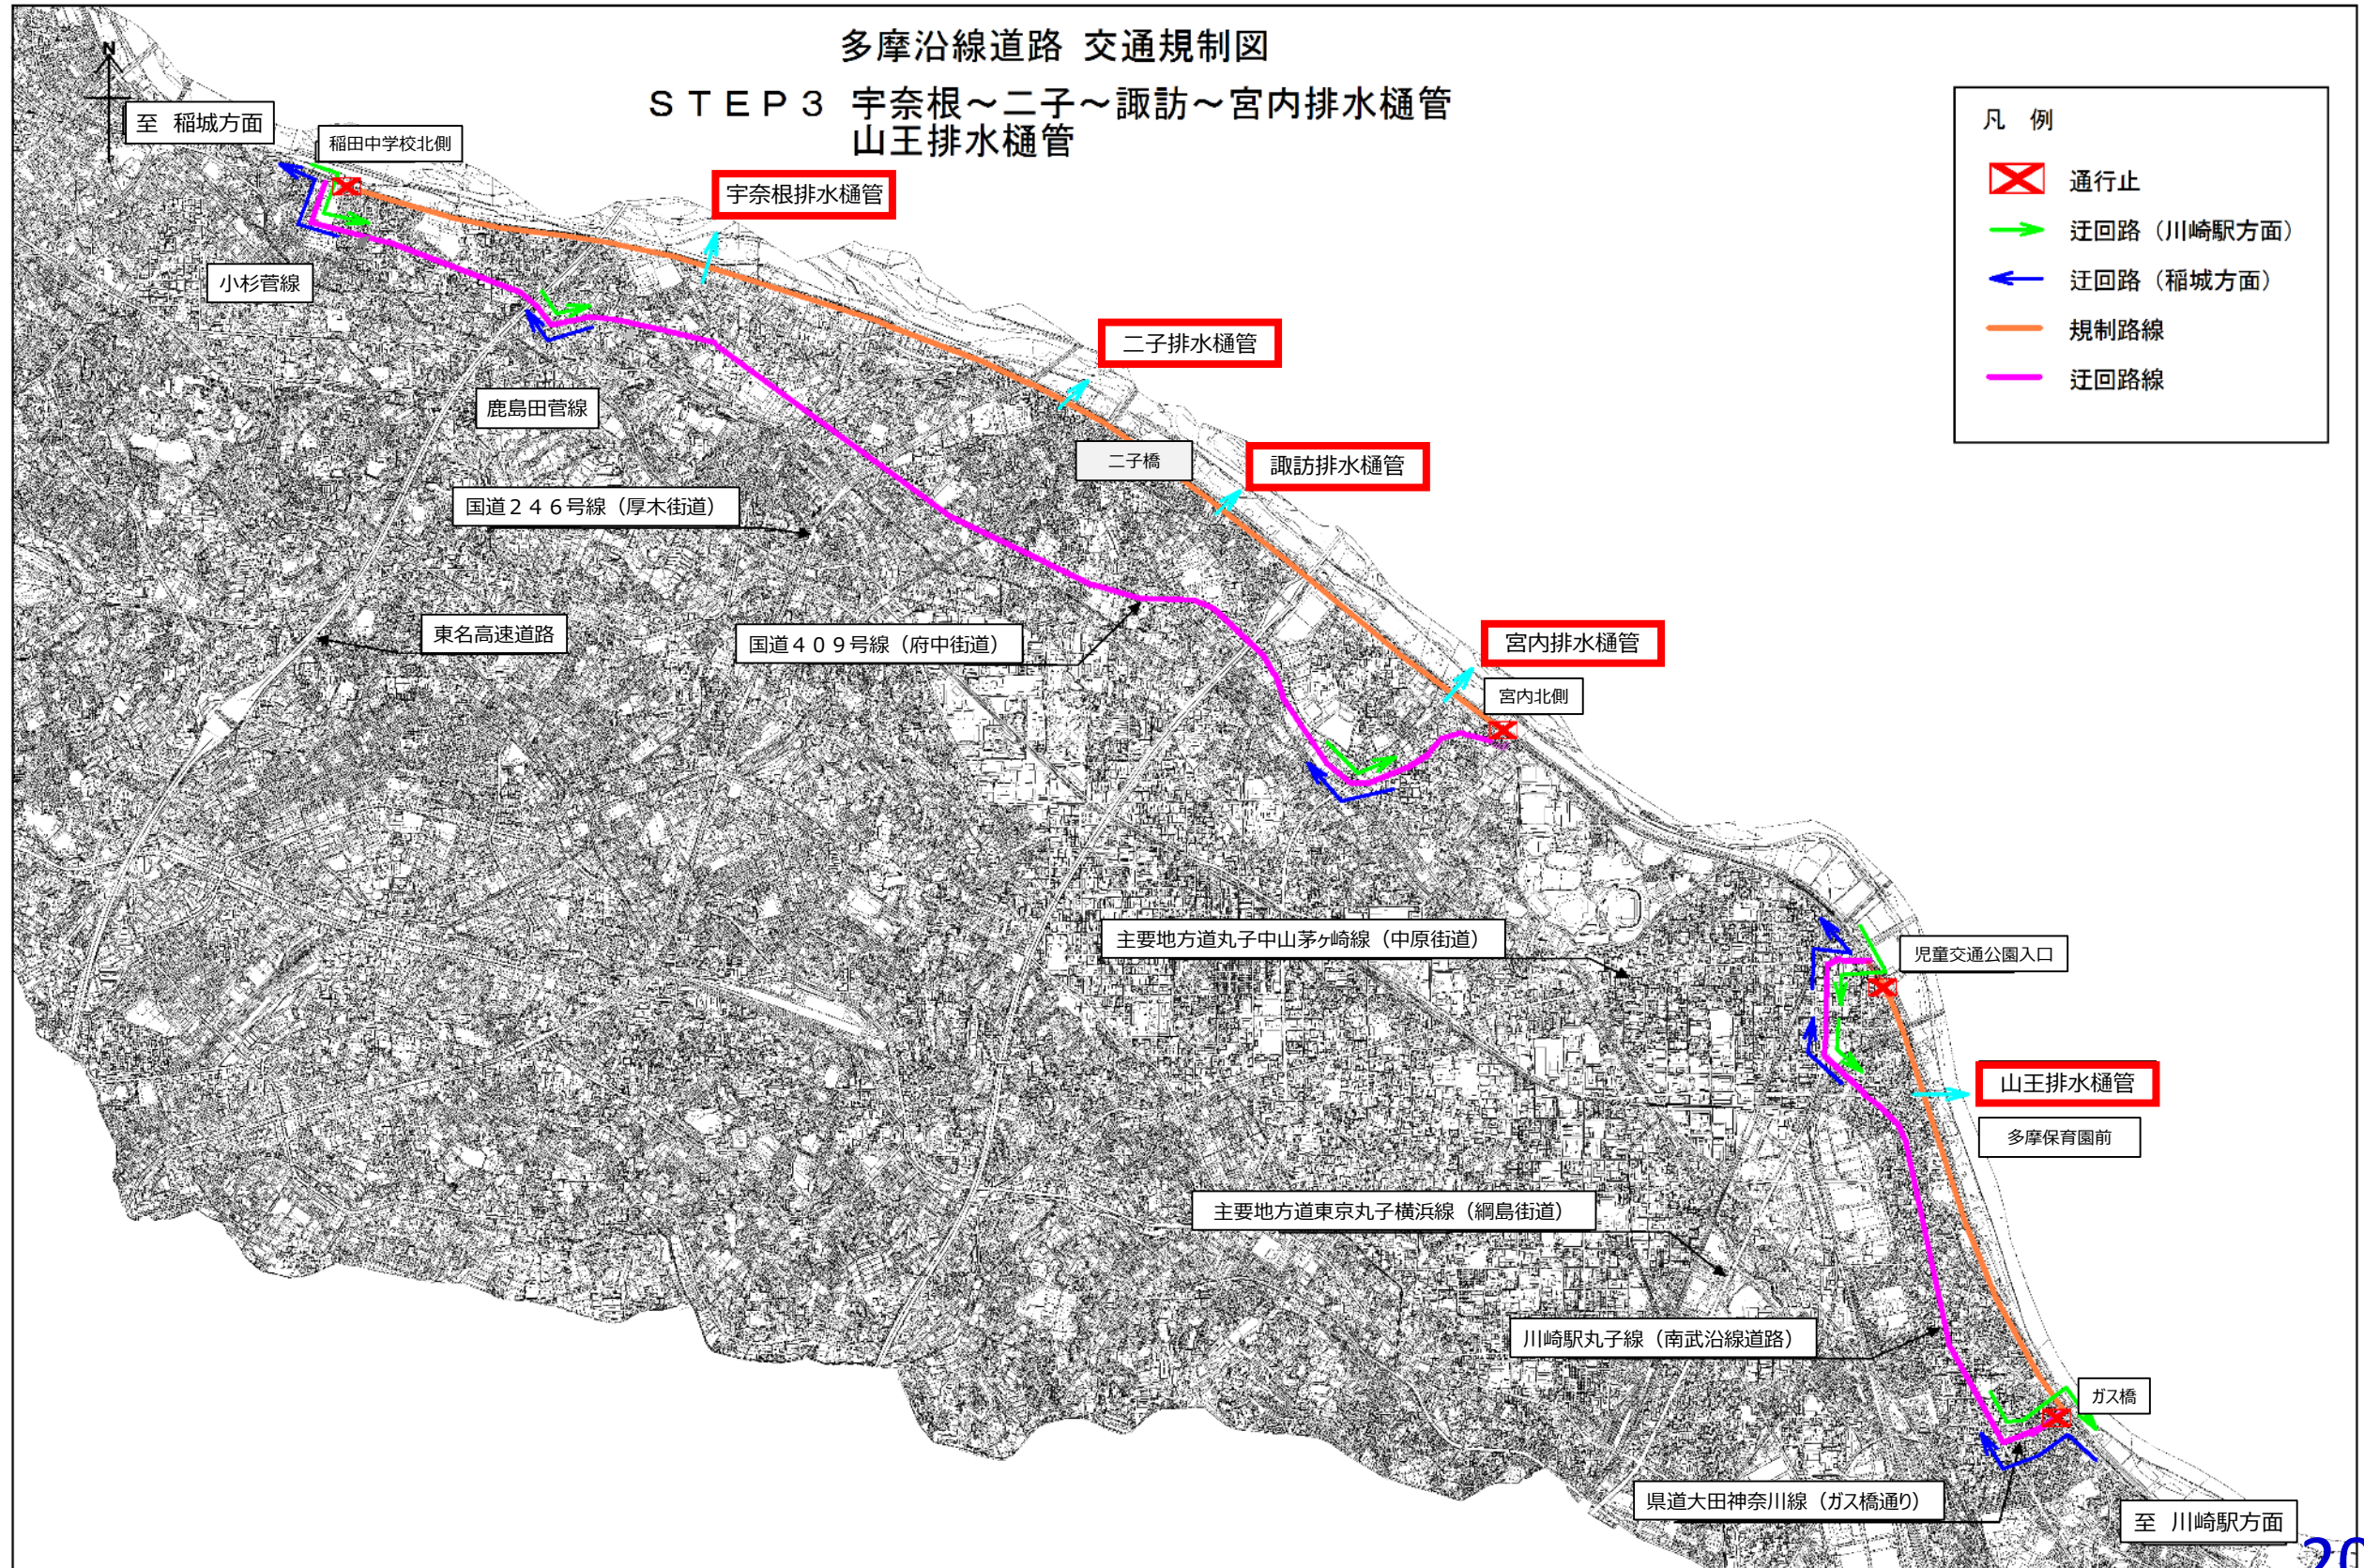 多摩沿線道路 交通規制図
STEP3 宇奈根～二子～諏訪～宮内排水樋管
山王排水樋管
N
至 稲城方面
稲田中学校北側
宇奈根排水樋管
小杉菅線
二子排水樋管
鹿島田菅線
二子橋
諏訪排水樋管
国道246号線（厚木街道）
東名高速道路
国道409号線（府中街道）
宮内排水樋管
宮内北側
主要地方道丸子中山茅ヶ崎線（中原街道）
児童交通公園入口
山王排水樋管
多摩保育園前
主要地方道東京丸子横浜線（綱島街道）
川崎駅丸子線（南武沿線道路）
ガス橋
県道大田神奈川線（ガス橋通り）
至 川崎駅方面
凡 例
通行止
迂回路（川崎駅方面）
迂回路（稲城方面）
規制路線
迂回路線
20